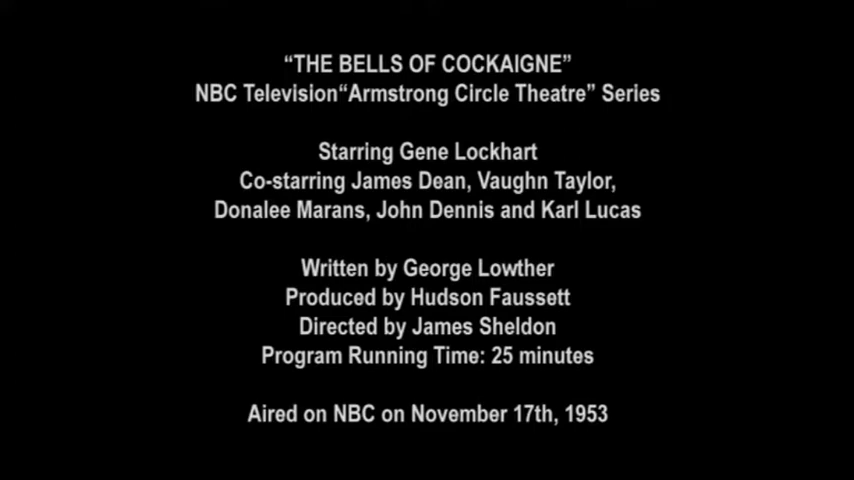 “THE BELLS OF COCKAIGNE”
NBC Television“Armstrong Circle Theatre” Series
Starring Gene Lockhart
Co-starring James Dean, Vaughn Taylor,
Donalee Marans, John Dennis and Karl Lucas
Written by George Lowther
Produced by Hudson Faussett
Directed by James Sheldon
Program Running Time: 25 minutes
Aired on NBC on November 17th, 1953